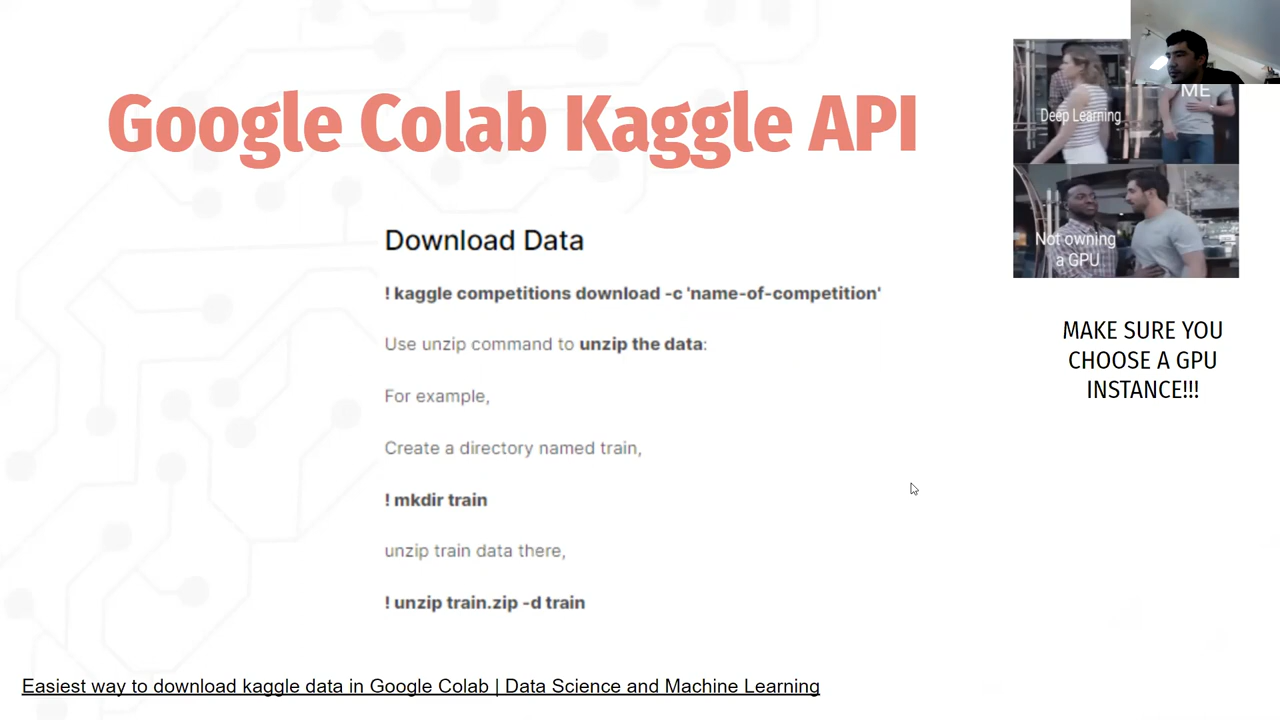 Google Colab Kaggle API
Download Data
! kaggle competitions download -c 'name-of-competition'
Use unzip command to unzip the data:
For example,
Create a directory named train,
! mkdir train
unzip train data there,
! unzip train.zip -d train
Easiest way to download kaggle data in Google Colab | Data Science and Machine Learning
ME
Deep Learning
Not owning
a GPU
MAKE SURE YOU
CHOOSE A GPU
INSTANCE!!!